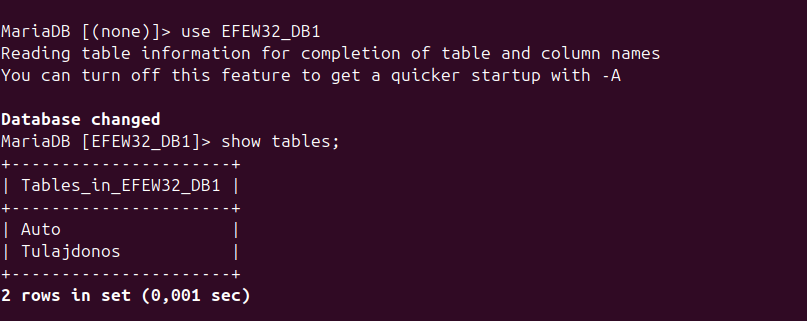 MariaDB [(none)]> use EFEW32_DB1
Reading table information for completion of table and column names
You can turn off this feature to get a quicker startup with -A
Database changed
MariaDB [EFEW32_DB1]> show tables;
+----------------------+
| Tables_in_EFEW32_DB1 |
+----------------------+
| Auto                 |
| Tulajdonos           |
+----------------------+
2 rows in set (0,001 sec)